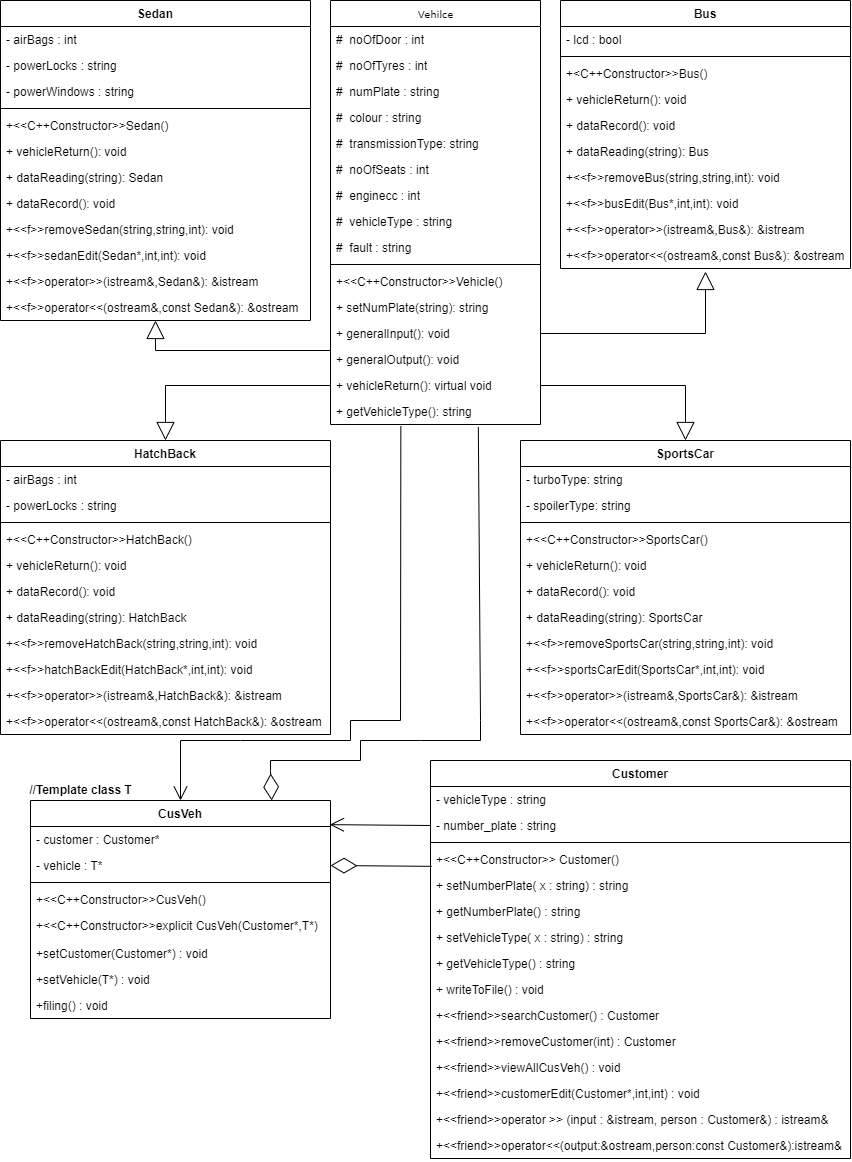 Sedan
- airBags : int
- powerLocks : string
- powerWindows : string
+<<C++Constructor>>Sedan()
+ vehicleReturn(): void
+ dataReading(string): Sedan
+ dataRecord(): void
+<<f>>removeSedan(string,string,int): void
+<<f>>sedanEdit(Sedan*,int,int): void
+<<f>>operator>>(istream&,Sedan&): &istream
+<<f>>operator<<(ostream&,const Sedan&): &ostream
Vehilce
# noOfDoor : int
# noOfTyres : int
# numPlate : string
# colour : string
# transmissionType: string
# noOfSeats : int
# enginecc : int
# vehicleType : string
# fault : string
+<<C++Constructor>>Vehicle()
+ setNumPlate(string): string
+ generalInput(): void
+ generalOutput(): void
+ vehicleReturn(): virtual void
+ getVehicleType(): string
Bus
- lcd : bool
+<C++Constructor>>Bus()
+ vehicleReturn(): void
+ dataRecord(): void
+ dataReading(string): Bus
+<<f>>removeBus(string,string,int): void
+<<f>>busEdit(Bus*,int,int): void
+<<f>>operator>>(istream&,Bus&): &istream
+<<f>>operator<<(ostream&,const Bus&): &ostream
HatchBack
- airBags : int
- powerLocks : string
+<<C++Constructor>>HatchBack()
+ vehicleReturn(): void
+ dataRecord(): void
+ dataReading(string): HatchBack
+<<f>>removeHatchBack(string,string,int): void
+<<f>>hatchBackEdit(HatchBack*,int,int): void
+<<f>>operator>>(istream&,HatchBack&): &istream
+<<f>>operator<<(ostream&,const HatchBack&): &ostream
SportsCar
- turboType: string
- spoilerType: string
+<<C++Constructor>>SportsCar()
+ vehicleReturn(): void
+ dataRecord(): void
+ dataReading(string): SportsCar
+<<f>>removeSportsCar(string,string,int): void
+<<f>>sportsCarEdit(SportsCar*,int,int): void
+<<f>>operator>>(istream&,SportsCar&): &istream
+<<f>>operator<<(ostream&,const SportsCar&): &ostream
//Template class T
CusVeh
- customer : Customer*
- vehicle : T*
+<<C++Constructor>>CusVeh()
+<<C++Constructor>>explicit CusVeh(Customer*,T*)
+setCustomer(Customer*) : void
+setVehicle(T*) : void
+filing() : void
Customer
- vehicleType : string
- number_plate : string
+<<C++Constructor>> Customer()
+ setNumberPlate( x : string) : string
+ getNumberPlate() : string
+ setVehicleType( x : string) : string
+ getVehicleType() : string
+ writeToFile() : void
+<<friend>>searchCustomer() : Customer
+<<friend>>removeCustomer(int) : Customer
+<<friend>>viewAllCusVeh() : void
+<<friend>>customerEdit(Customer*,int,int) : void
+<<friend>>operator >> (input : &istream, person : Customer&) : istream&
+<<friend>>operator<<(output:&ostream,person:const Customer&):istream&